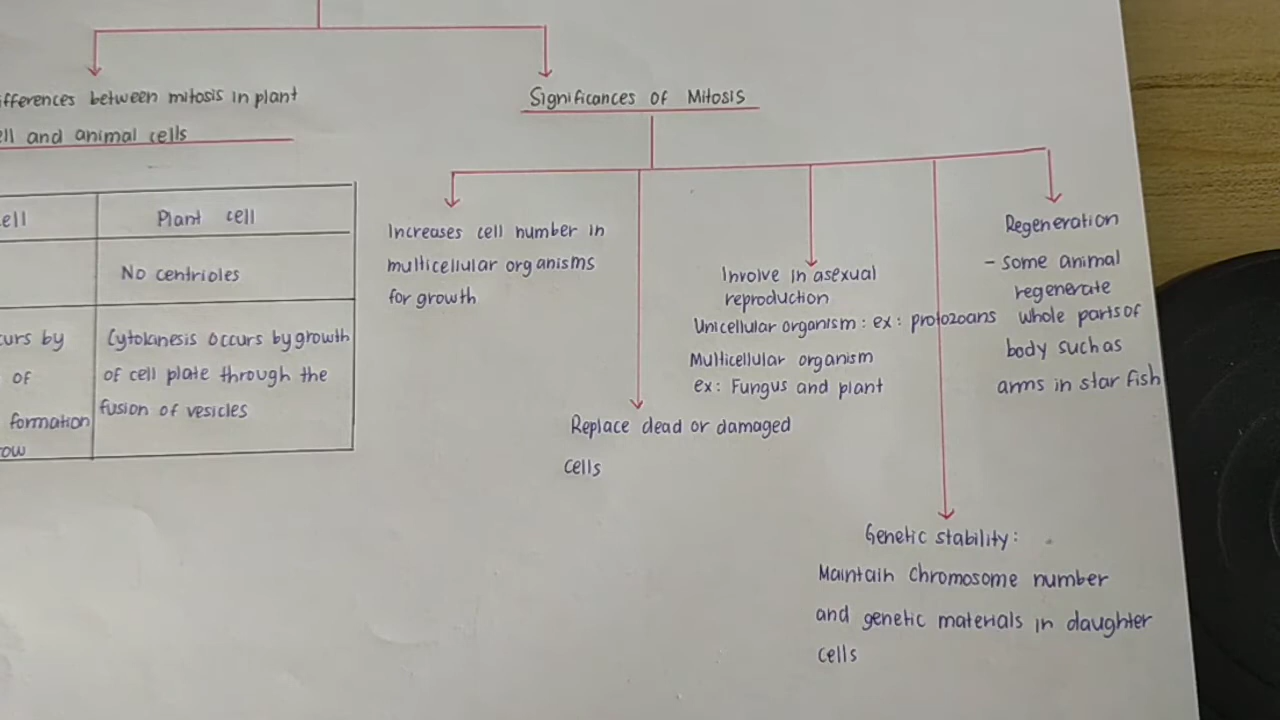 ifferences between mitosis in plant
ell and animal cells
ell
Plant cell
No centrioles
urs by
of
formation
ow
Cytokanesis occurs by growth
of cell plate through the
fusion of vesicles
Significances of Mitosis
Increases cell number in
multicellular organisms
for growth
Replace dead or damaged
cells
Involve in asexual
reproduction
Unicellular organism : ex : protozoans
Multicellular organism
ex: Fungus and plant
Genetic stability:
Maintain Chromosome number
and genetic materials in daughter
cells
Regeneration
- some animal
regenerate
whole parts of
body such as
arms in star fish